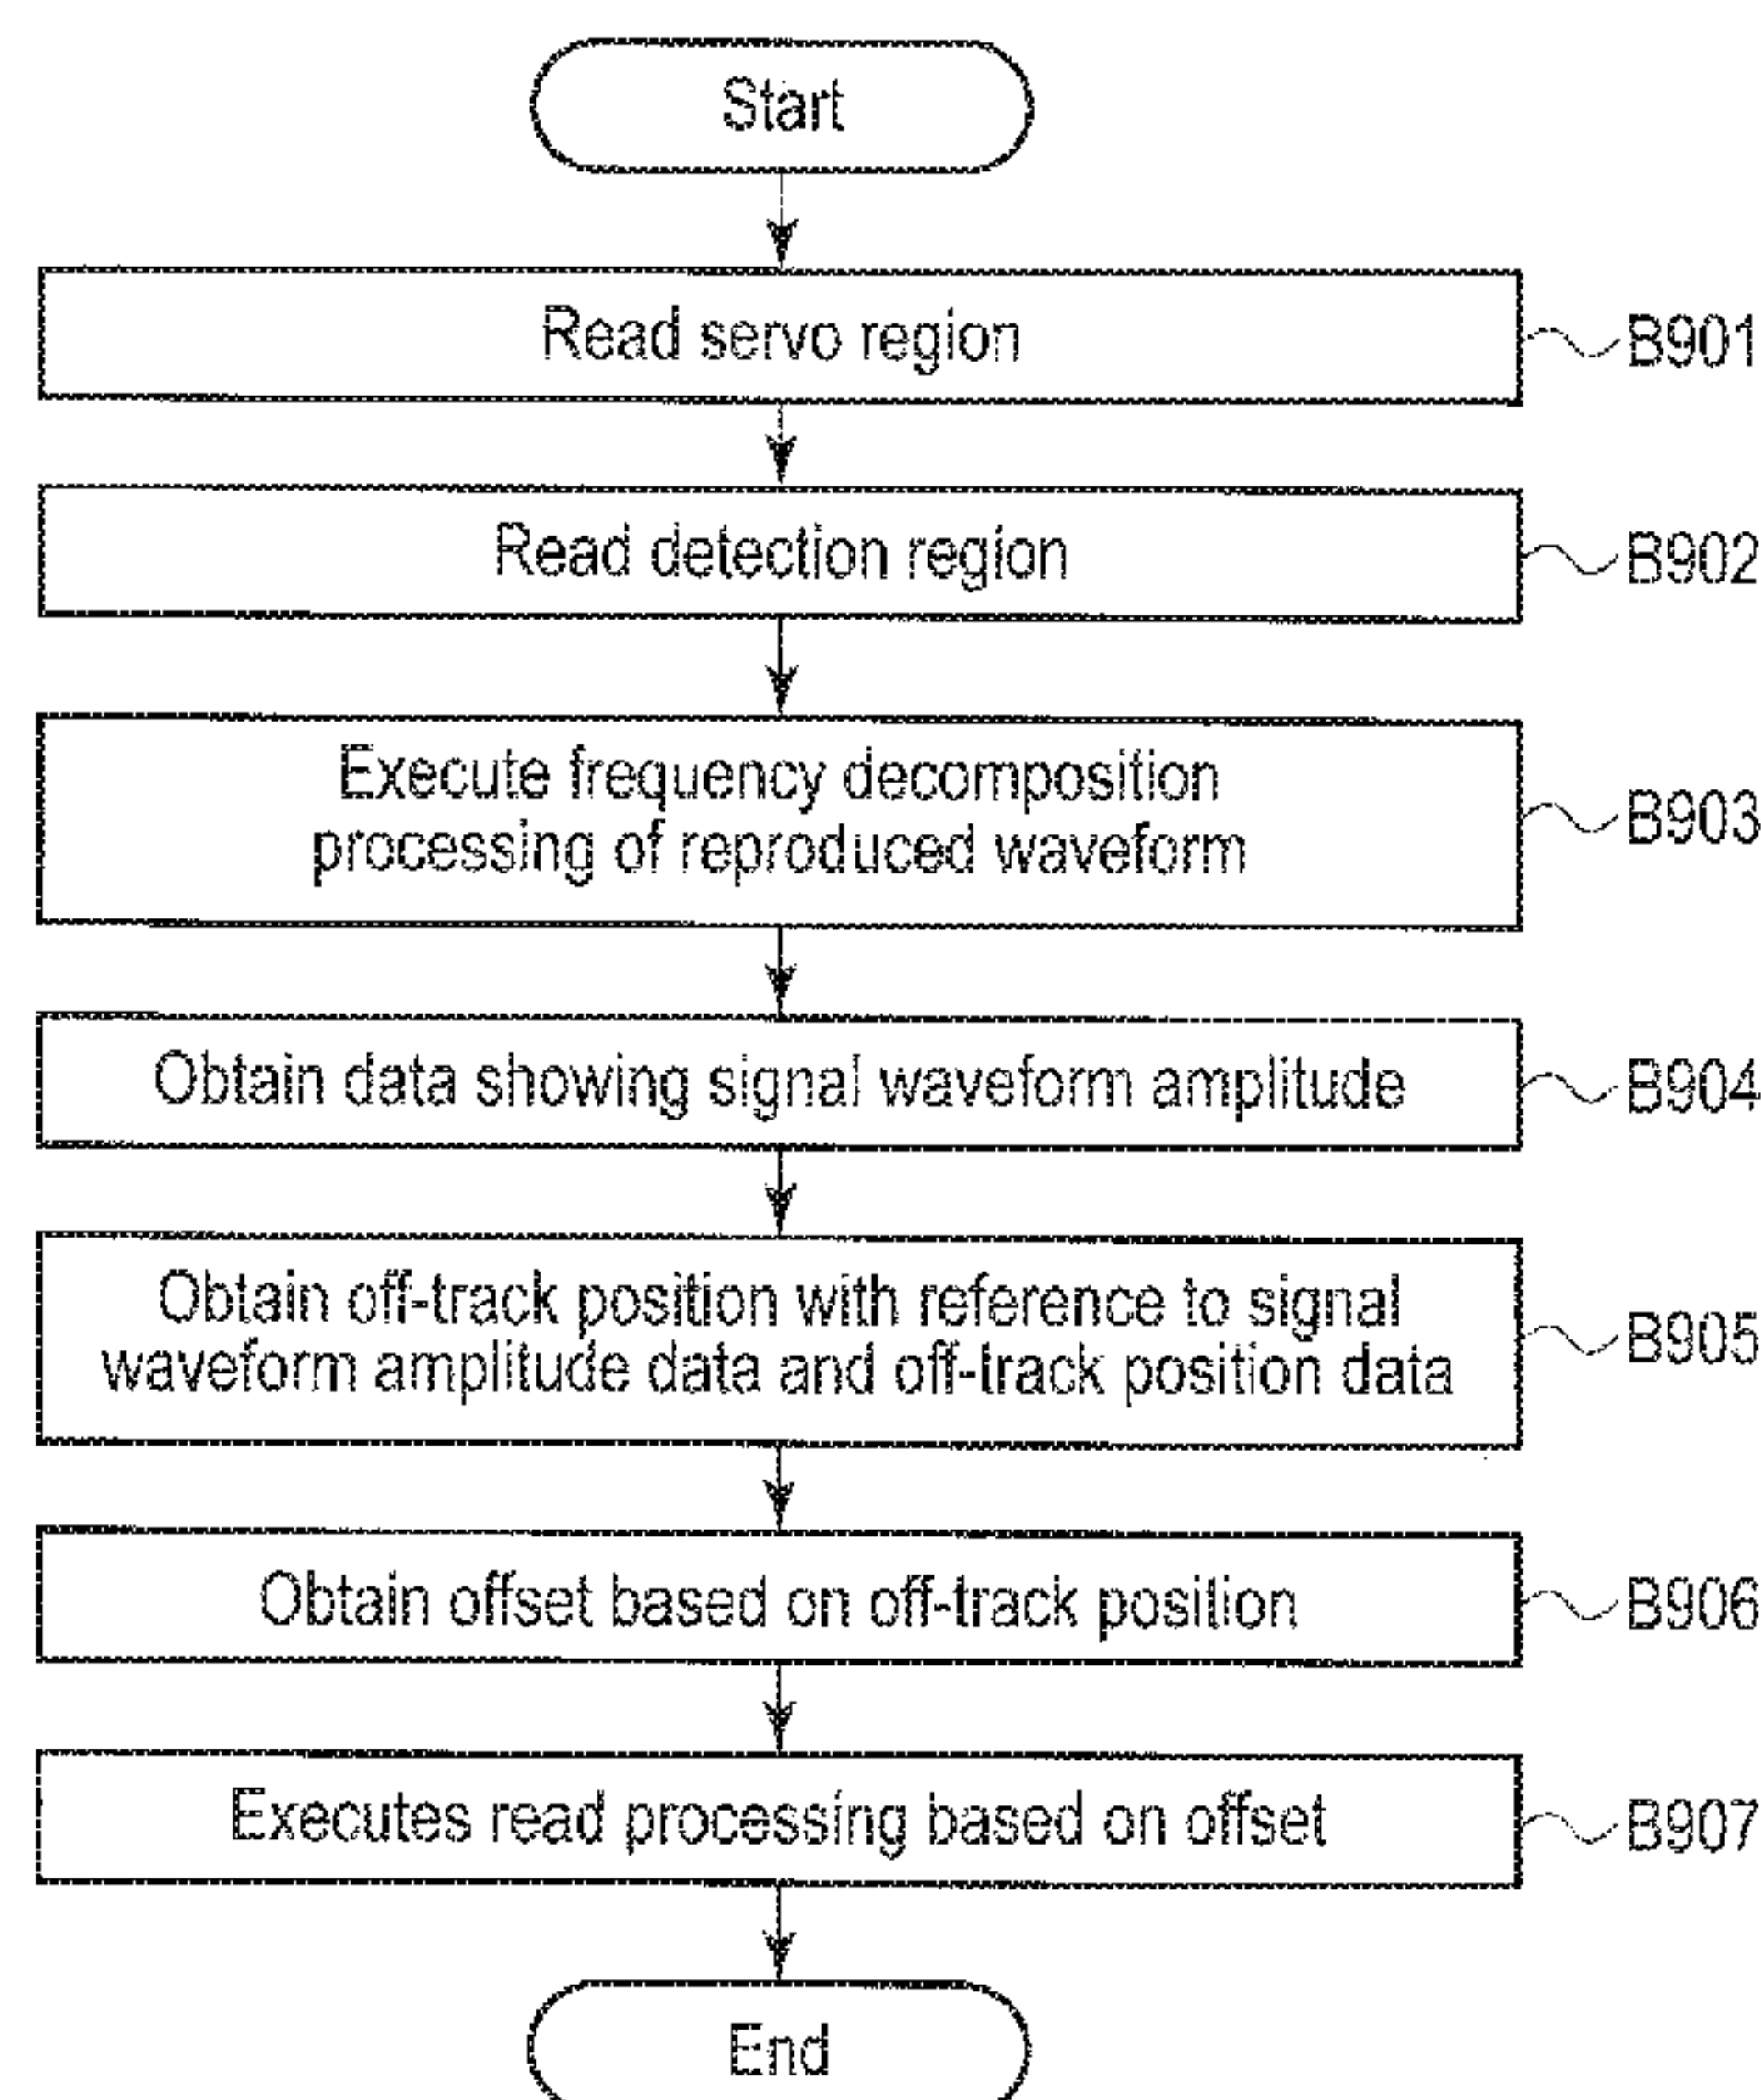 Start
Read servo region
B901
Read detection region
B902
Execute frequency decomposition
processing of reproduced waveform
B903
Obtain data showing signal waveform amplitude
B904
Obtain off-track position with reference to signal
waveform amplitude data and off-track position data
B905
Obtain offset based on off-track position
B906
Executes read processing based on offset
B907
End